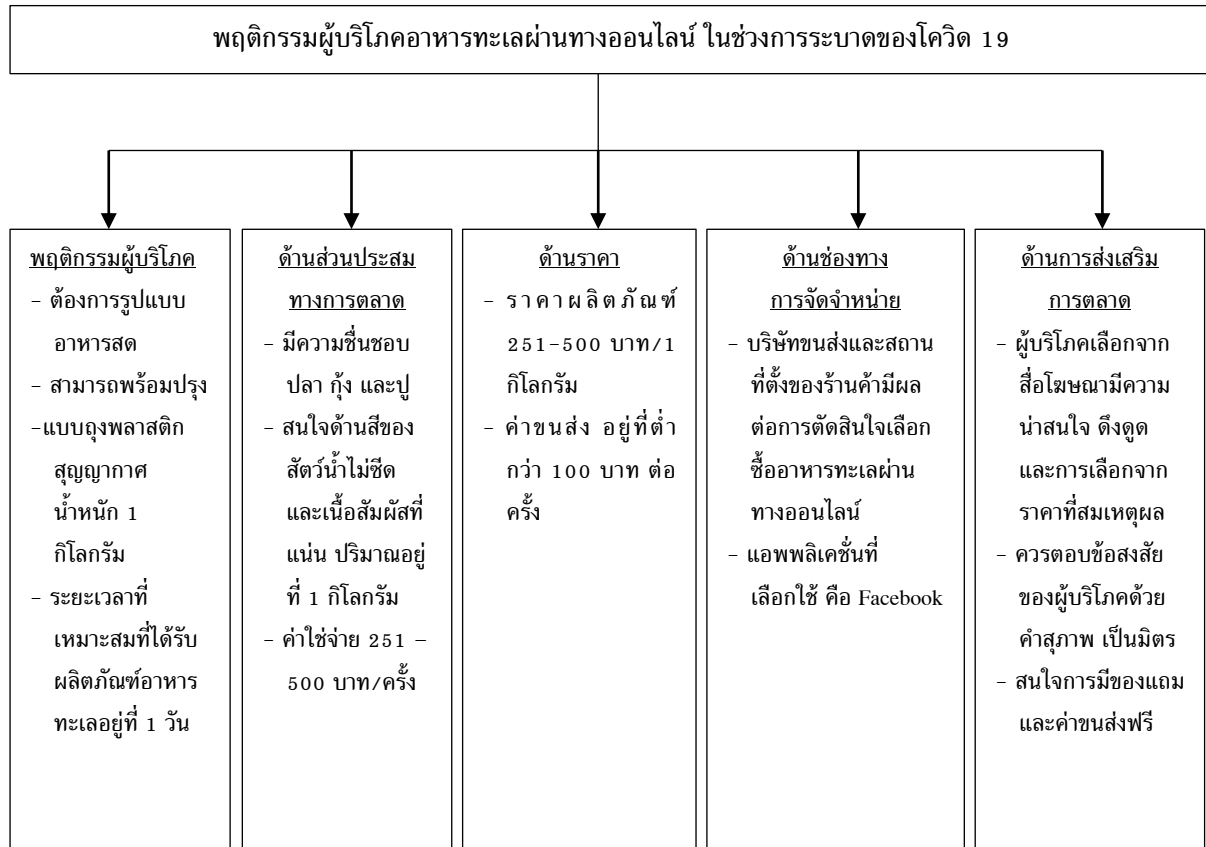 พฤติกรรมผู้บริโภคอาหารทะเลผ่านทางออนไลน์ ในช่วงการระบาดของโควิด 19
พฤติกรรมผู้บริโภค
- ต้องการรูปแบบ
อาหารสด
- สามารถพร้อมปรุง
-แบบถุงพลาสติก
สุญญากาศ
น้ำหนัก 1
กิโลกรัม
- ระยะเวลาที่
เหมาะสมที่ได้รับ
ผลิตภัณฑ์อาหาร
ทะเลอยู่ที่ 1 วัน
ด้านส่วนประสม
ทางการตลาด
- มีความชื่นชอบ
ปลา กุ้ง และปู
- สนใจด้านสีของ
สัตว์น้ำไม่ซีด
และเนื้อสัมผัสที่
แน่น ปริมาณอยู่
ที่ 1 กิโลกรัม
- ค่าใช่จ่าย 251 –
500 บาท/ครั้ง
ด้านราคา
- ราคาผลิตภัณฑ์
251-500 บาท/1
กิโลกรัม
- ค่าขนส่ง อยู่ที่ต่ำ
กว่า 100 บาท ต่อ
ครั้ง
ด้านช่องทาง
การจัดจำหน่าย
- บริษัทขนส่งและสถาน
ที่ตั้งของร้านค้ามีผล
ต่อการตัดสินใจเลือก
ซื้ออาหารทะเลผ่าน
ทางออนไลน์
- แอพพลิเคชั่นที่
เลือกใช้ คือ Facebook
ด้านการส่งเสริม
การตลาด
- ผู้บริโภคเลือกจาก
สื่อโฆษณามีความ
น่าสนใจ ดึงดูด
และการเลือกจาก
ราคาที่สมเหตุผล
- ควรตอบข้อสงสัย
ของผู้บริโภคด้วย
คำสุภาพ เป็นมิตร
- สนใจการมีของแถม
และค่าขนส่งฟรี